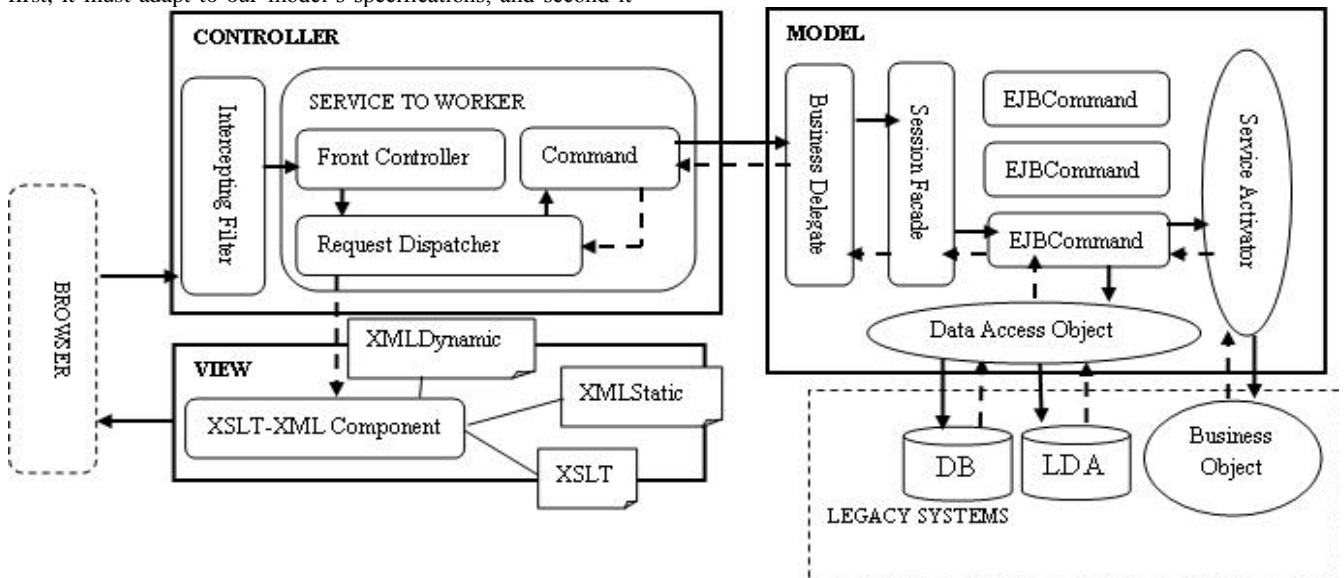 first, it must adapt to our model's specifications, and second it
CONTROLLER
Intercepting Filter
SERVICE TO WORKER
Front Controller
Command
Request Dispatcher
BROWSER
VIEW
XMLDynamic
XSLT-XML Component
XMLStatic
XSLT
MODEL
Business Delegate
Session Facade
EJBCommand
EJBCommand
EJBCommand
Service Activator
Data Access Object
DB
LDA
Business
Object
LEGACY SYSTEMS